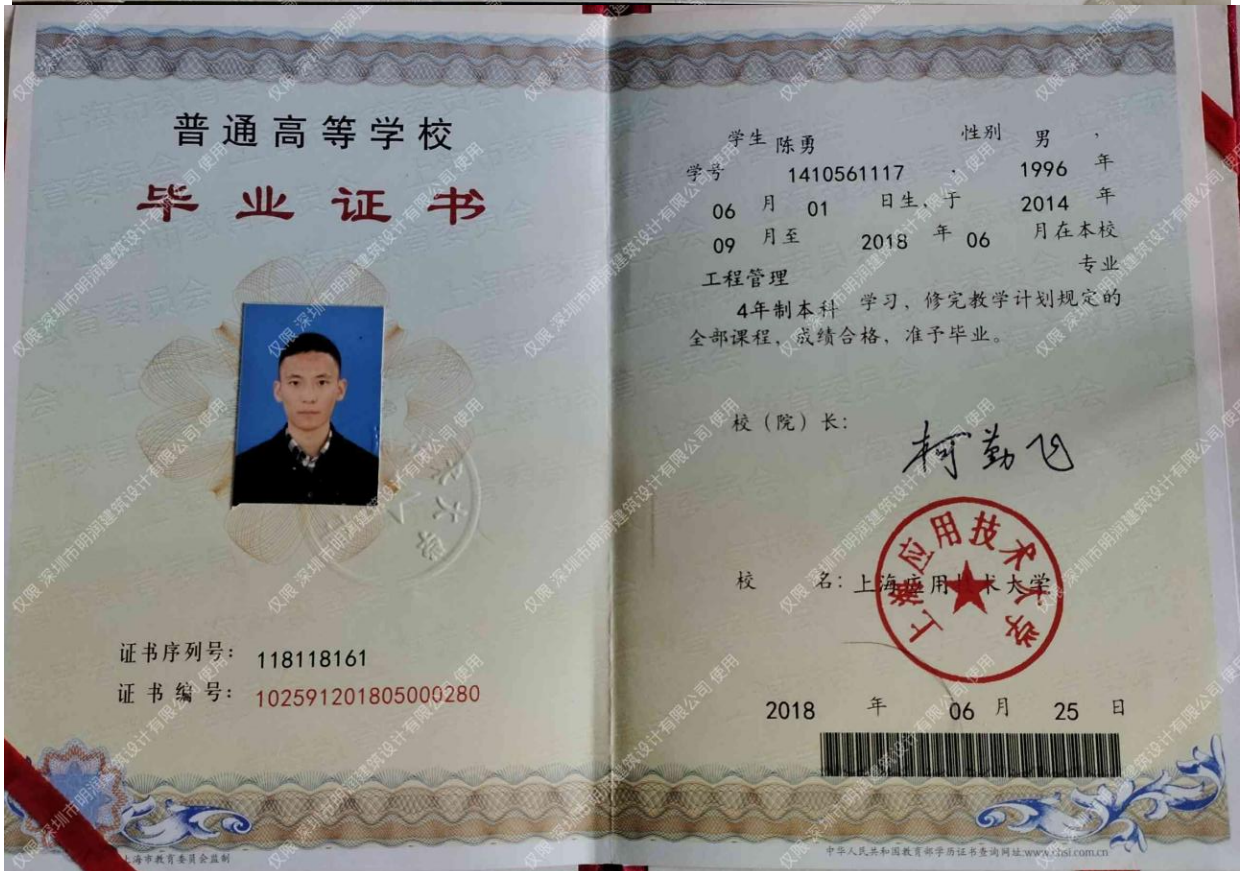 普通高等学校
毕业证书
证书序列号： 118118161
证书编号： 102591201805000280
上海市教育委员会监制
学生 陈勇 性别 男 ，
学号 1410561117 ， 1996 年
06 月 01 日生，于 2014 年
09 月至 2018 年 06 月在本校
工程管理 专业
4年制本科 学习，修完教学计划规定的
全部课程，成绩合格，准予毕业。
校（院）长：
柯勤飞
校 名：上海应用技术大学
上海应用技术大学
2018 年 06 月 25 日
中华人民共和国教育部学历证书查询网址:www.chsi.com.cn
仅限 深圳市明润建筑设计有限公司 使用